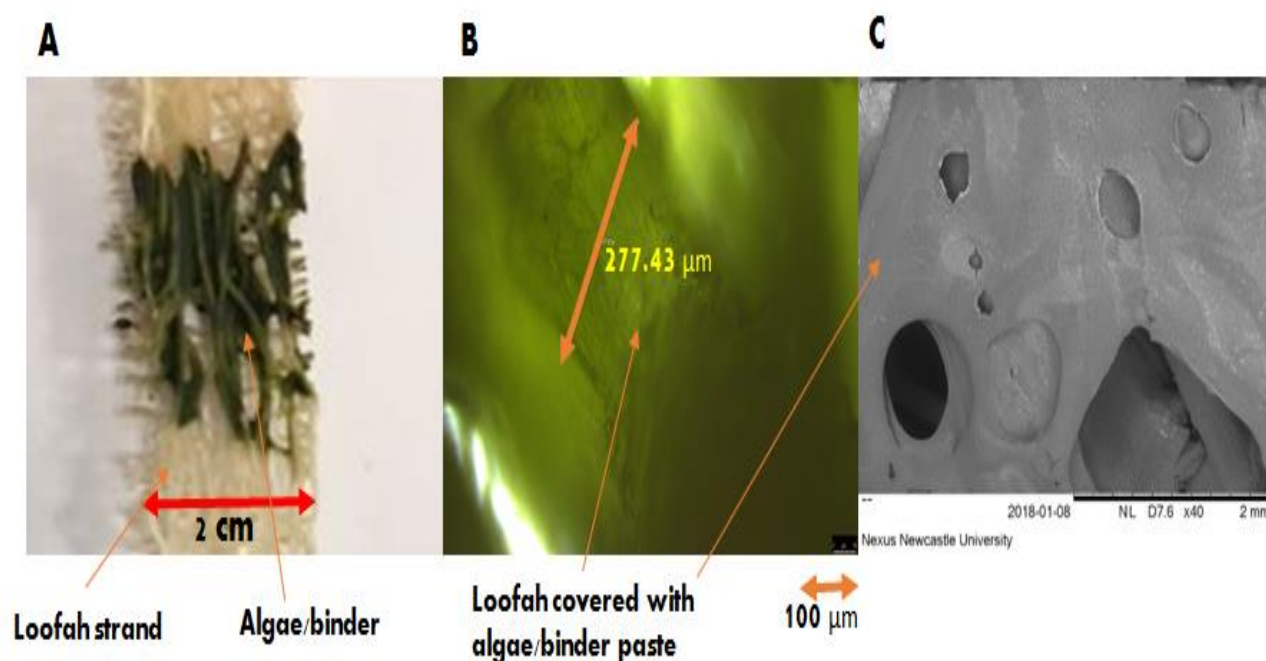 A
B
C
277.43 μm
2 cm
2018-01-08 NL D7.6 x40 2 mm
Nexus Newcastle University
Loofah strand
Algae/binder
Loofah covered with
algae/binder paste
100 μm